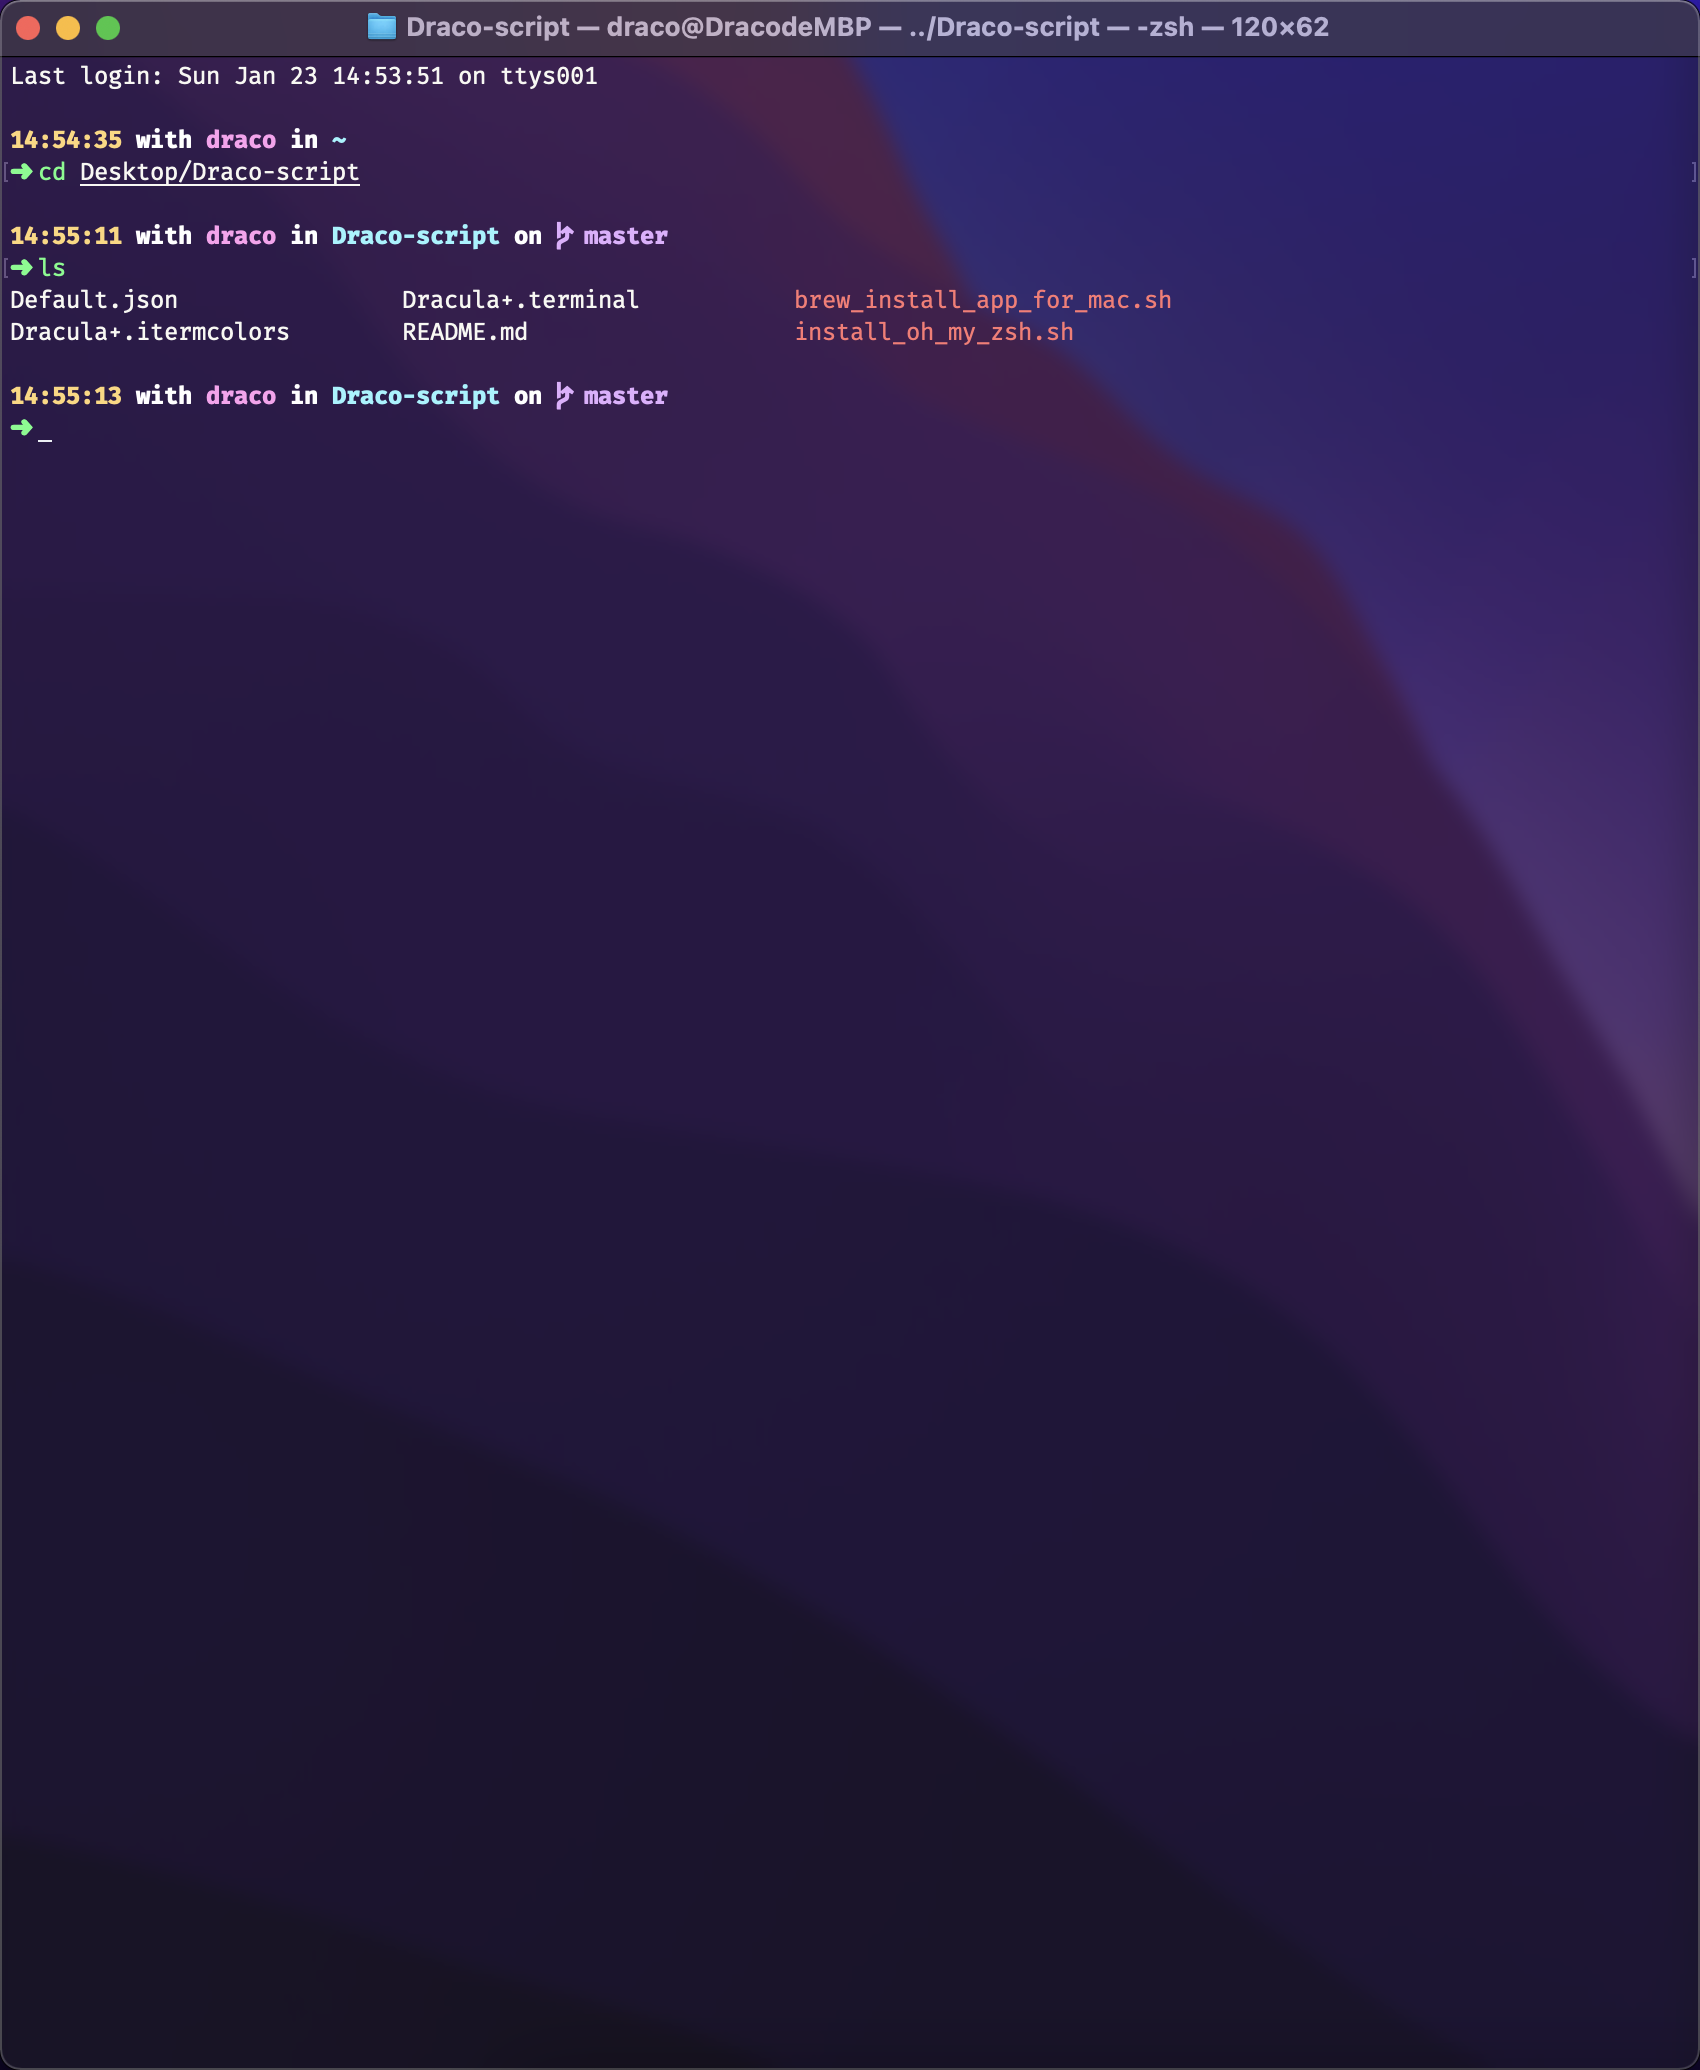 Draco-script — draco@DracodeMBP — ../Draco-script — -zsh — 120×62
Last login: Sun Jan 23 14:53:51 on ttys001
14:54:35 with draco in ~
➜ cd Desktop/Draco-script
14:55:11 with draco in Draco-script on master
➜ ls
Default.json Dracula+.terminal brew_install_app_for_mac.sh
Dracula+.itermcolors README.md install_oh_my_zsh.sh
14:55:13 with draco in Draco-script on master
➜ _